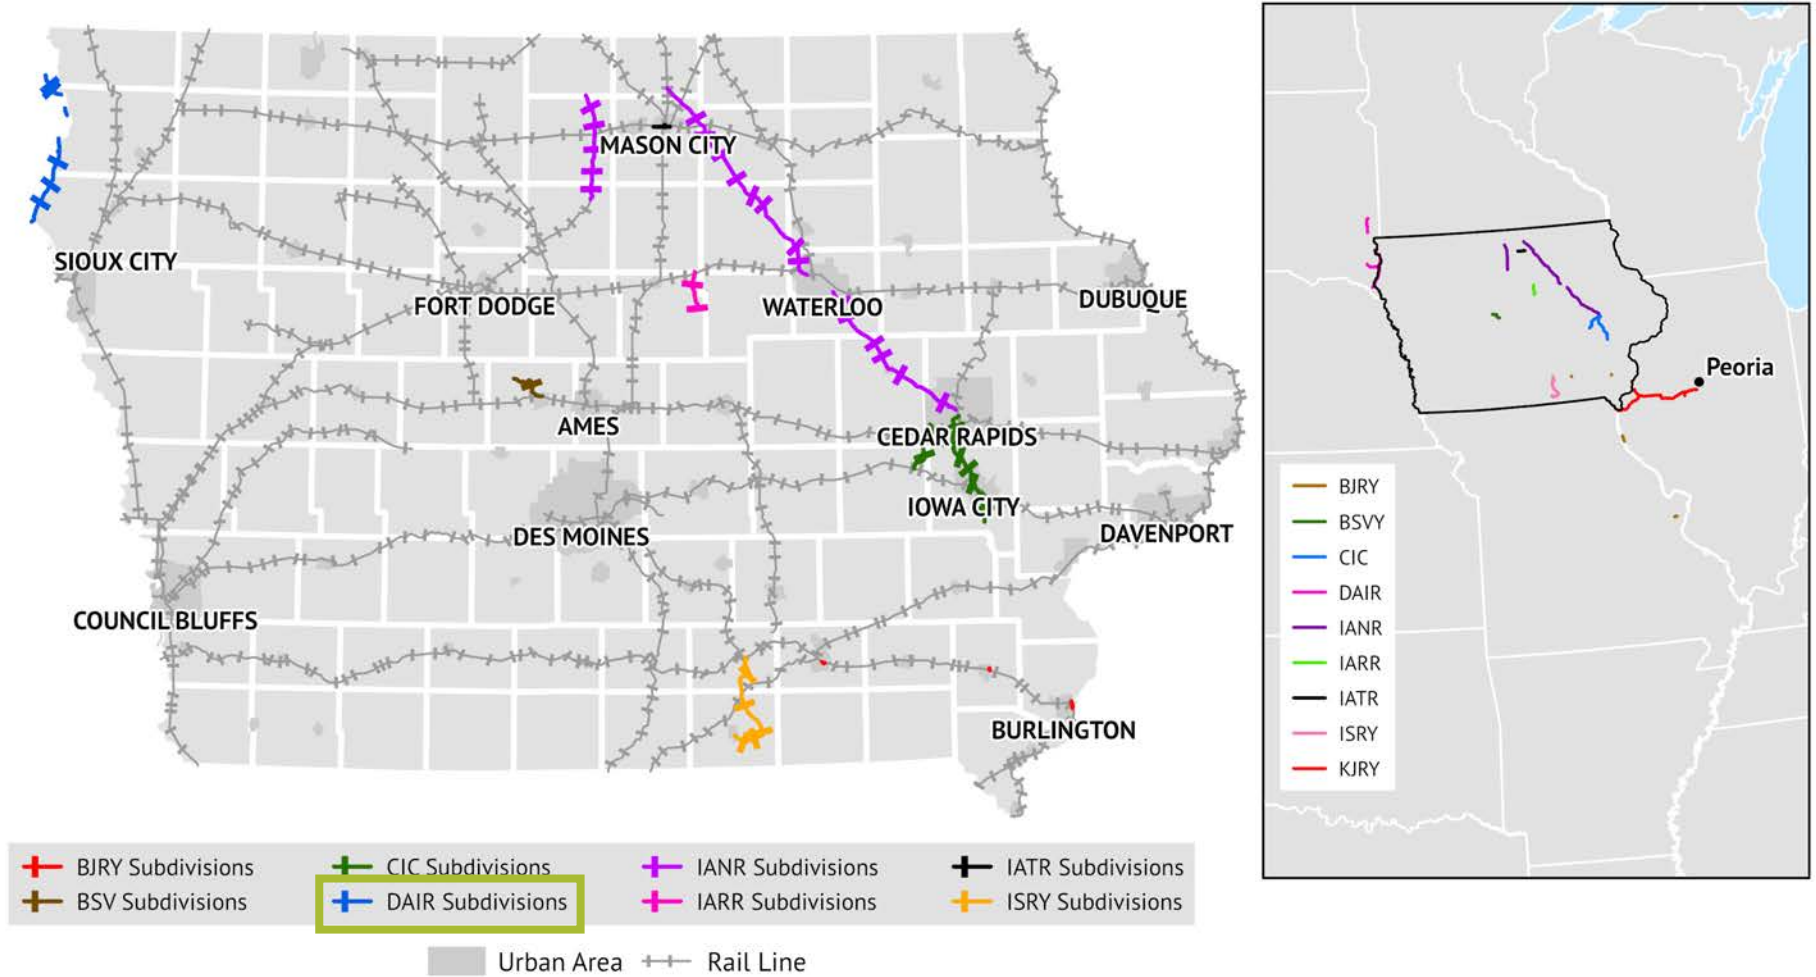 MASON CITY
SIOUX CITY
FORT DODGE
WATERLOO
DUBUQUE
AMES
CEDAR RAPIDS
IOWA CITY
DES MOINES
DAVENPORT
COUNCIL BLUFFS
BURLINGTON
BJRY Subdivisions
CIC Subdivisions
IANR Subdivisions
IATR Subdivisions
BSV Subdivisions
DAIR Subdivisions
IARR Subdivisions
ISRY Subdivisions
Urban Area
Rail Line
Peoria
BJRY
BSVY
CIC
DAIR
IANR
IARR
IATR
ISRY
KJRY